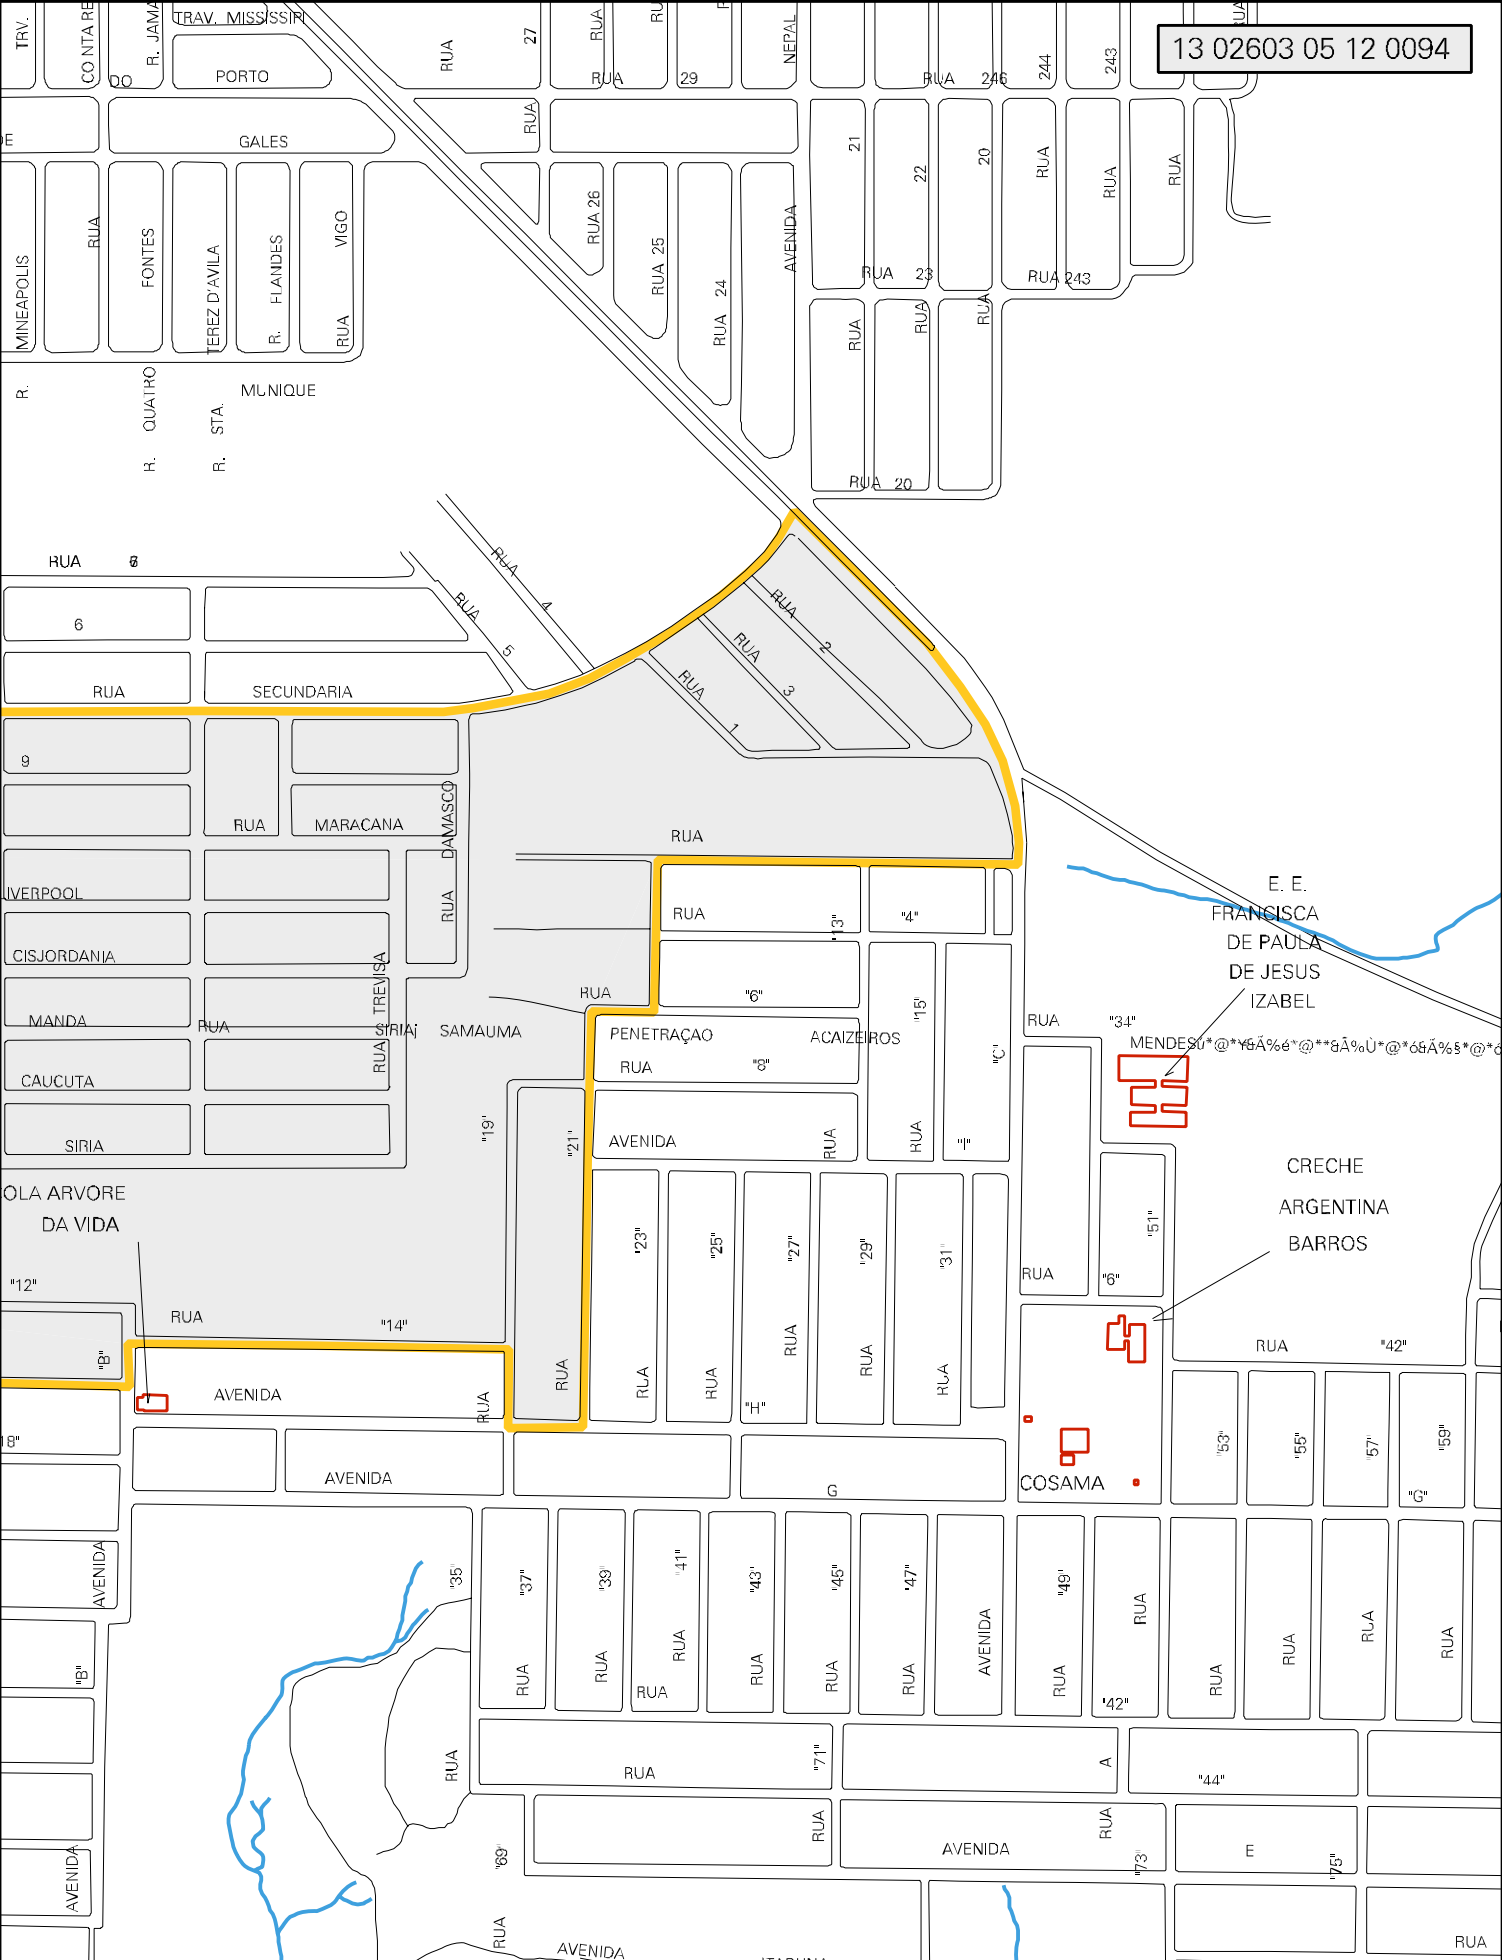 TRV.
CONTARE
R. JAMA
TRAV. MISSISSIPI
RUA
27
RUA
NEPAL
244
243
RUA
13 02603 05 12 0094
DO
PORTO
RUA 29
RUA 246
DE
GALES
RUA
21
22
20
RUA
RUA
RUA
MINEAPOLIS
RUA
FONTES
TEREZ D'AVILA
R. FLANDES
RUA VIGO
RUA 26
RUA 25
RUA 24
AVENIDA
RUA 23
RUA 243
RUA
RUA
RUA
R.
R. QUATRO
R. STA.
MUNIQUE
RUA 20
RUA
6
RUA 4
RUA 5
RUA 2
RUA 3
RUA 1
RUA SECUNDARIA
9
RUA MARACANA
RUA DAMASCO
RUA
IVERPOOL
RUA
"4"
"13"
E. E.
FRANCISCA
DE PAULA
DE JESUS
IZABEL
CISJORDANIA
RUA TREVISA
RUA
"6"
"15"
MANDA
RUA
SIRIAj SAMAUMA
PENETRAÇAO ACAIZEIROS
RUA "34"
MENDES
CAUCUTA
RUA "8"
"C"
SIRIA
"19"
"21"
AVENIDA
RUA
RUA
"I"
OLA ARVORE
DA VIDA
CRECHE
ARGENTINA
BARROS
"23"
"25"
"27"
"29"
"31"
"51"
"12"
RUA "14"
RUA "6"
"B"
AVENIDA
RUA
RUA
RUA
RUA
RUA
RUA
RUA
RUA "42"
"H"
18"
AVENIDA
G
COSAMA
"53"
"55"
"57"
"59"
"G"
AVENIDA
"35"
"37"
"39"
"41"
"43"
"45"
"47"
AVENIDA
"49"
RUA
RUA
RUA
"B"
RUA
RUA
RUA
RUA
RUA
RUA
RUA
RUA
RUA
"42"
RUA
RUA
"71"
A
"44"
RUA
RUA
AVENIDA
E
AVENIDA
"69"
"73"
"75"
RUA
AVENIDA
RUA